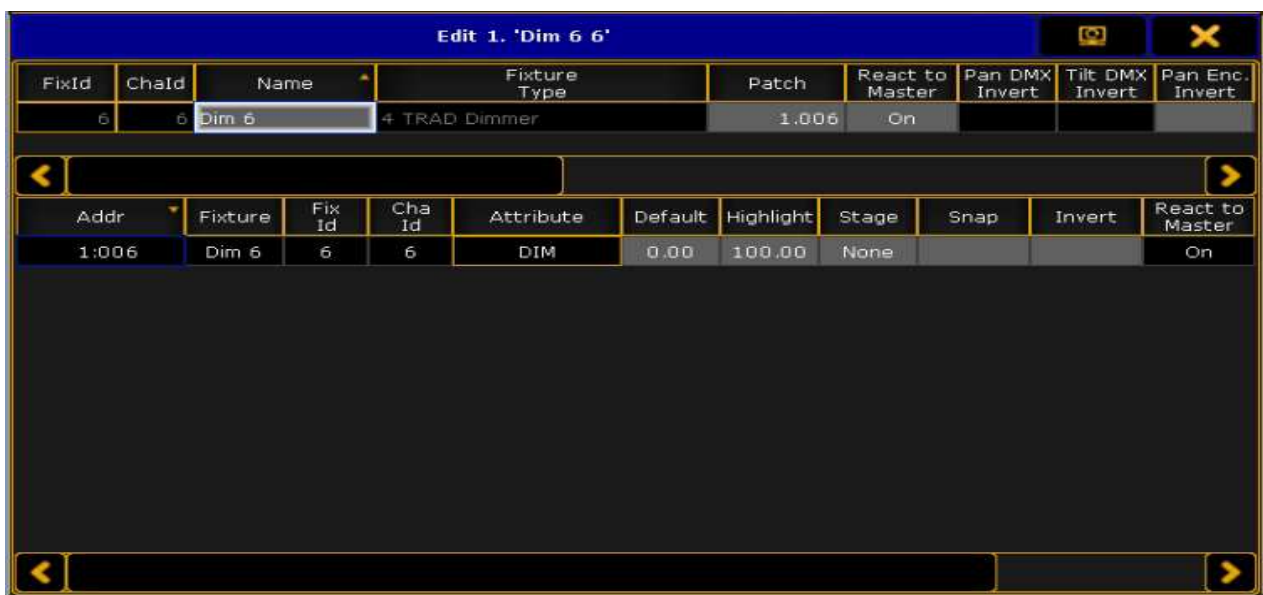 Edit 1. 'Dim 6 6'
FixId ChaId Name Fixture Type Patch React to Master Pan DMX Invert Tilt DMX Invert Pan Enc. Invert
6 6 Dim 6 4 TRAD Dimmer 1.006 On
Addr Fixture Fix Id Cha Id Attribute Default Highlight Stage Snap Invert React to Master
1:006 Dim 6 6 6 DIM 0.00 100.00 None On